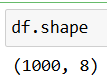 df.shape
(1000, 8)